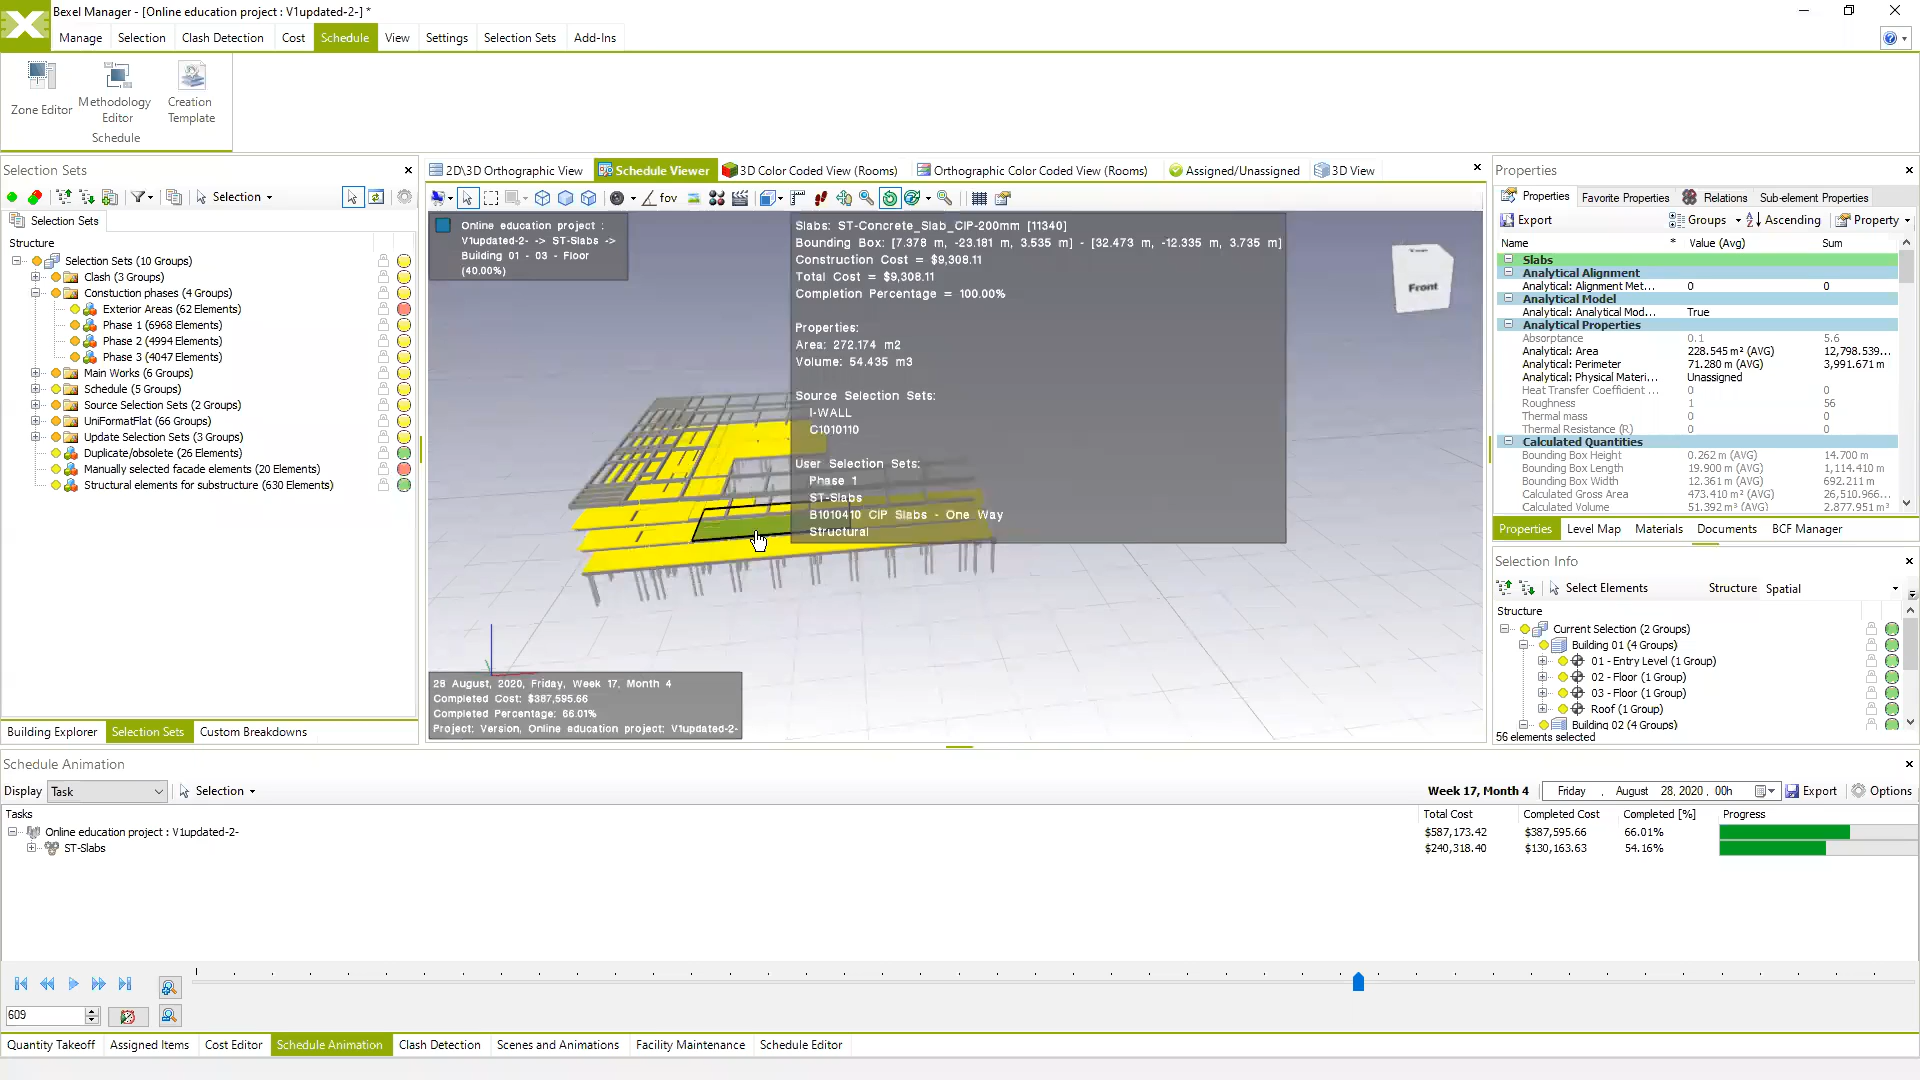 Bexel Manager - [Online education project : V1updated-2-] *
Manage
Selection
Clash Detection
Cost
Schedule
View
Settings
Selection Sets
Add-Ins
Zone Editor
Methodology Editor
Creation Template
Schedule
Selection Sets
Selection
Selection Sets
Structure
Selection Sets (10 Groups)
Clash (3 Groups)
Constuction phases (4 Groups)
Exterior Areas (62 Elements)
Phase 1 (6968 Elements)
Phase 2 (4994 Elements)
Phase 3 (4047 Elements)
Main Works (6 Groups)
Schedule (5 Groups)
Source Selection Sets (2 Groups)
UniFormatFlat (66 Groups)
Update Selection Sets (3 Groups)
Duplicate/obsolete (26 Elements)
Manually selected facade elements (20 Elements)
Structural elements for substructure (630 Elements)
Building Explorer
Selection Sets
Custom Breakdowns
2D\3D Orthographic View
Schedule Viewer
3D Color Coded View (Rooms)
Orthographic Color Coded View (Rooms)
Assigned/Unassigned
3D View
fov
Online education project :
V1updated-2- -> ST-Slabs ->
Building 01 - 03 - Floor
(40.00%)
Slabs: ST-Concrete_Slab_CIP-200mm [11340]
Bounding Box: [7.378 m, -23.181 m, 3.535 m] - [32.473 m, -12.335 m, 3.735 m]
Construction Cost = $9,308.11
Total Cost = $9,308.11
Completion Percentage = 100.00%
Properties:
Area: 272.174 m2
Volume: 54.435 m3
Source Selection Sets:
I-WALL
C1010110
User Selection Sets:
Phase 1
ST-Slabs
B1010410 CIP Slabs - One Way
Structural
Front
28 August, 2020, Friday, Week 17, Month 4
Completed Cost: $387,595.66
Completed Percentage: 66.01%
Project: Version, Online education project: V1updated-2-
Properties
Properties
Favorite Properties
Relations
Sub-element Properties
Export
Groups
Ascending
Property
Name * Value (Avg) Sum
Slabs
Analytical Alignment
Analytical: Alignment Met... 0 0
Analytical Model
Analytical: Analytical Mod... True
Analytical Properties
Absorptance 0.1 5.6
Analytical: Area 228.545 m² (AVG) 12,798.539...
Analytical: Perimeter 71.280 m (AVG) 3,991.671 m
Analytical: Physical Materi... Unassigned
Heat Transfer Coefficient ... 0 0
Roughness 1 56
Thermal mass 0 0
Thermal Resistance (R) 0 0
Calculated Quantities
Bounding Box Height 0.262 m (AVG) 14.700 m
Bounding Box Length 19.900 m (AVG) 1,114.410 m
Bounding Box Width 12.361 m (AVG) 692.211 m
Calculated Gross Area 473.410 m² (AVG) 26,510.966...
Calculated Volume 51.392 m³ (AVG) 2,877.951 m³
Properties
Level Map
Materials
Documents
BCF Manager
Selection Info
Select Elements
Structure
Spatial
Structure
Current Selection (2 Groups)
Building 01 (4 Groups)
01 - Entry Level (1 Group)
02 - Floor (1 Group)
03 - Floor (1 Group)
Roof (1 Group)
Building 02 (4 Groups)
56 elements selected
Schedule Animation
Display
Task
Selection
Week 17, Month 4
Friday , August 28, 2020 , 00h
Export
Options
Tasks Total Cost Completed Cost Completed [%] Progress
Online education project : V1updated-2- $587,173.42 $387,595.66 66.01%
ST-Slabs $240,318.40 $130,163.63 54.16%
609
Quantity Takeoff
Assigned Items
Cost Editor
Schedule Animation
Clash Detection
Scenes and Animations
Facility Maintenance
Schedule Editor